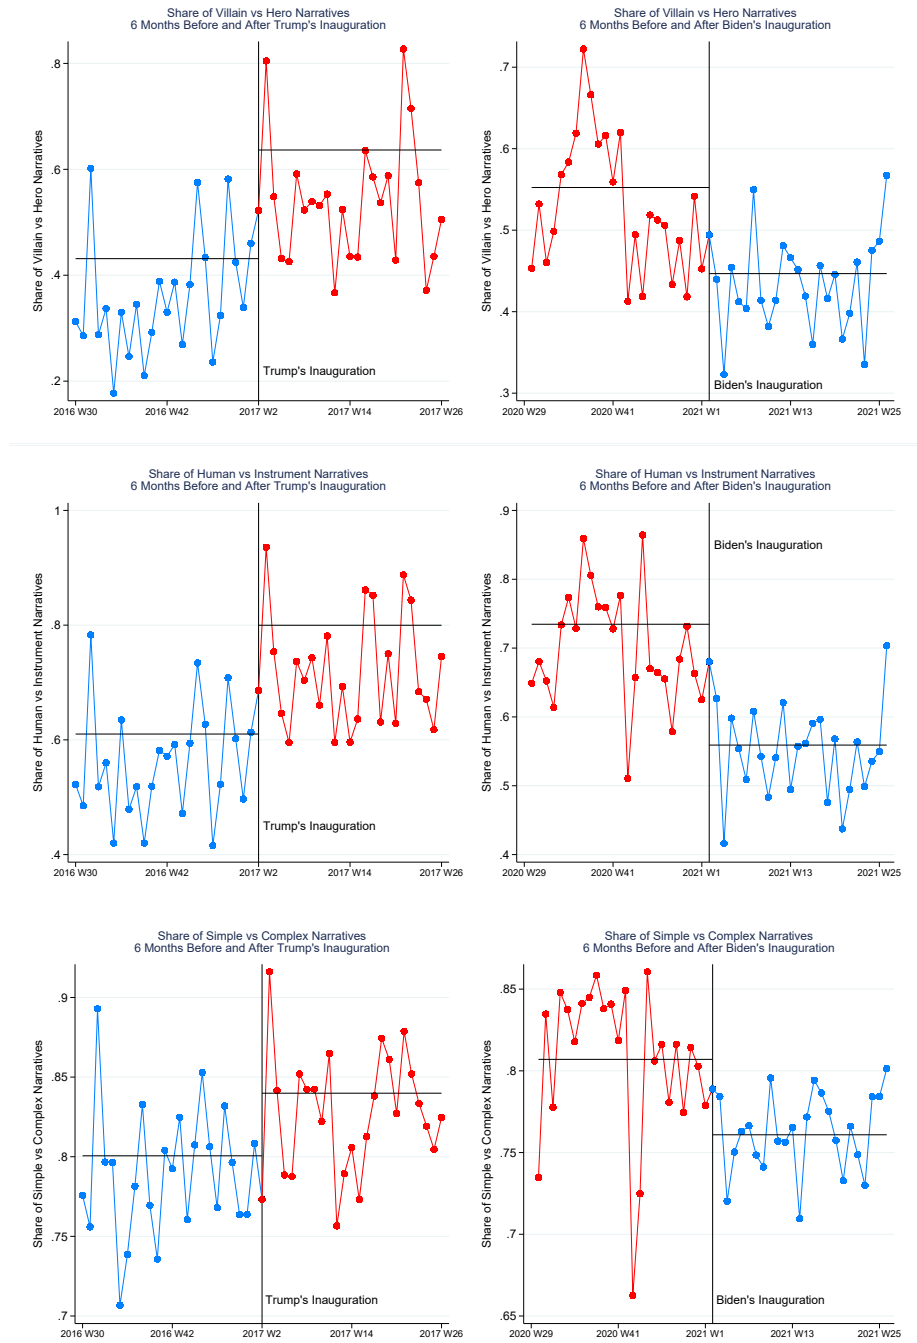 Share of Villain vs Hero Narratives
6 Months Before and After Trump's Inauguration
.8
.6
.4
.2
Share of Villain vs Hero Narratives
Trump's Inauguration
2016 W30
2016 W42
2017 W2
2017 W14
2017 W26
Share of Villain vs Hero Narratives
6 Months Before and After Biden's Inauguration
.7
.6
.5
.4
.3
Share of Villain vs Hero Narratives
Biden's Inauguration
2020 W29
2020 W41
2021 W1
2021 W13
2021 W25
Share of Human vs Instrument Narratives
6 Months Before and After Trump's Inauguration
1
.8
.6
.4
Share of Human vs Instrument Narratives
Trump's Inauguration
2016 W30
2016 W42
2017 W2
2017 W14
2017 W26
Share of Human vs Instrument Narratives
6 Months Before and After Biden's Inauguration
.9
.8
.7
.6
.5
.4
Share of Human vs Instrument Narratives
Biden's Inauguration
2020 W29
2020 W41
2021 W1
2021 W13
2021 W25
Share of Simple vs Complex Narratives
6 Months Before and After Trump's Inauguration
.9
.85
.8
.75
.7
Share of Simple vs Complex Narratives
Trump's Inauguration
2016 W30
2016 W42
2017 W2
2017 W14
2017 W26
Share of Simple vs Complex Narratives
6 Months Before and After Biden's Inauguration
.85
.8
.75
.7
.65
Share of Simple vs Complex Narratives
Biden's Inauguration
2020 W29
2020 W41
2021 W1
2021 W13
2021 W25